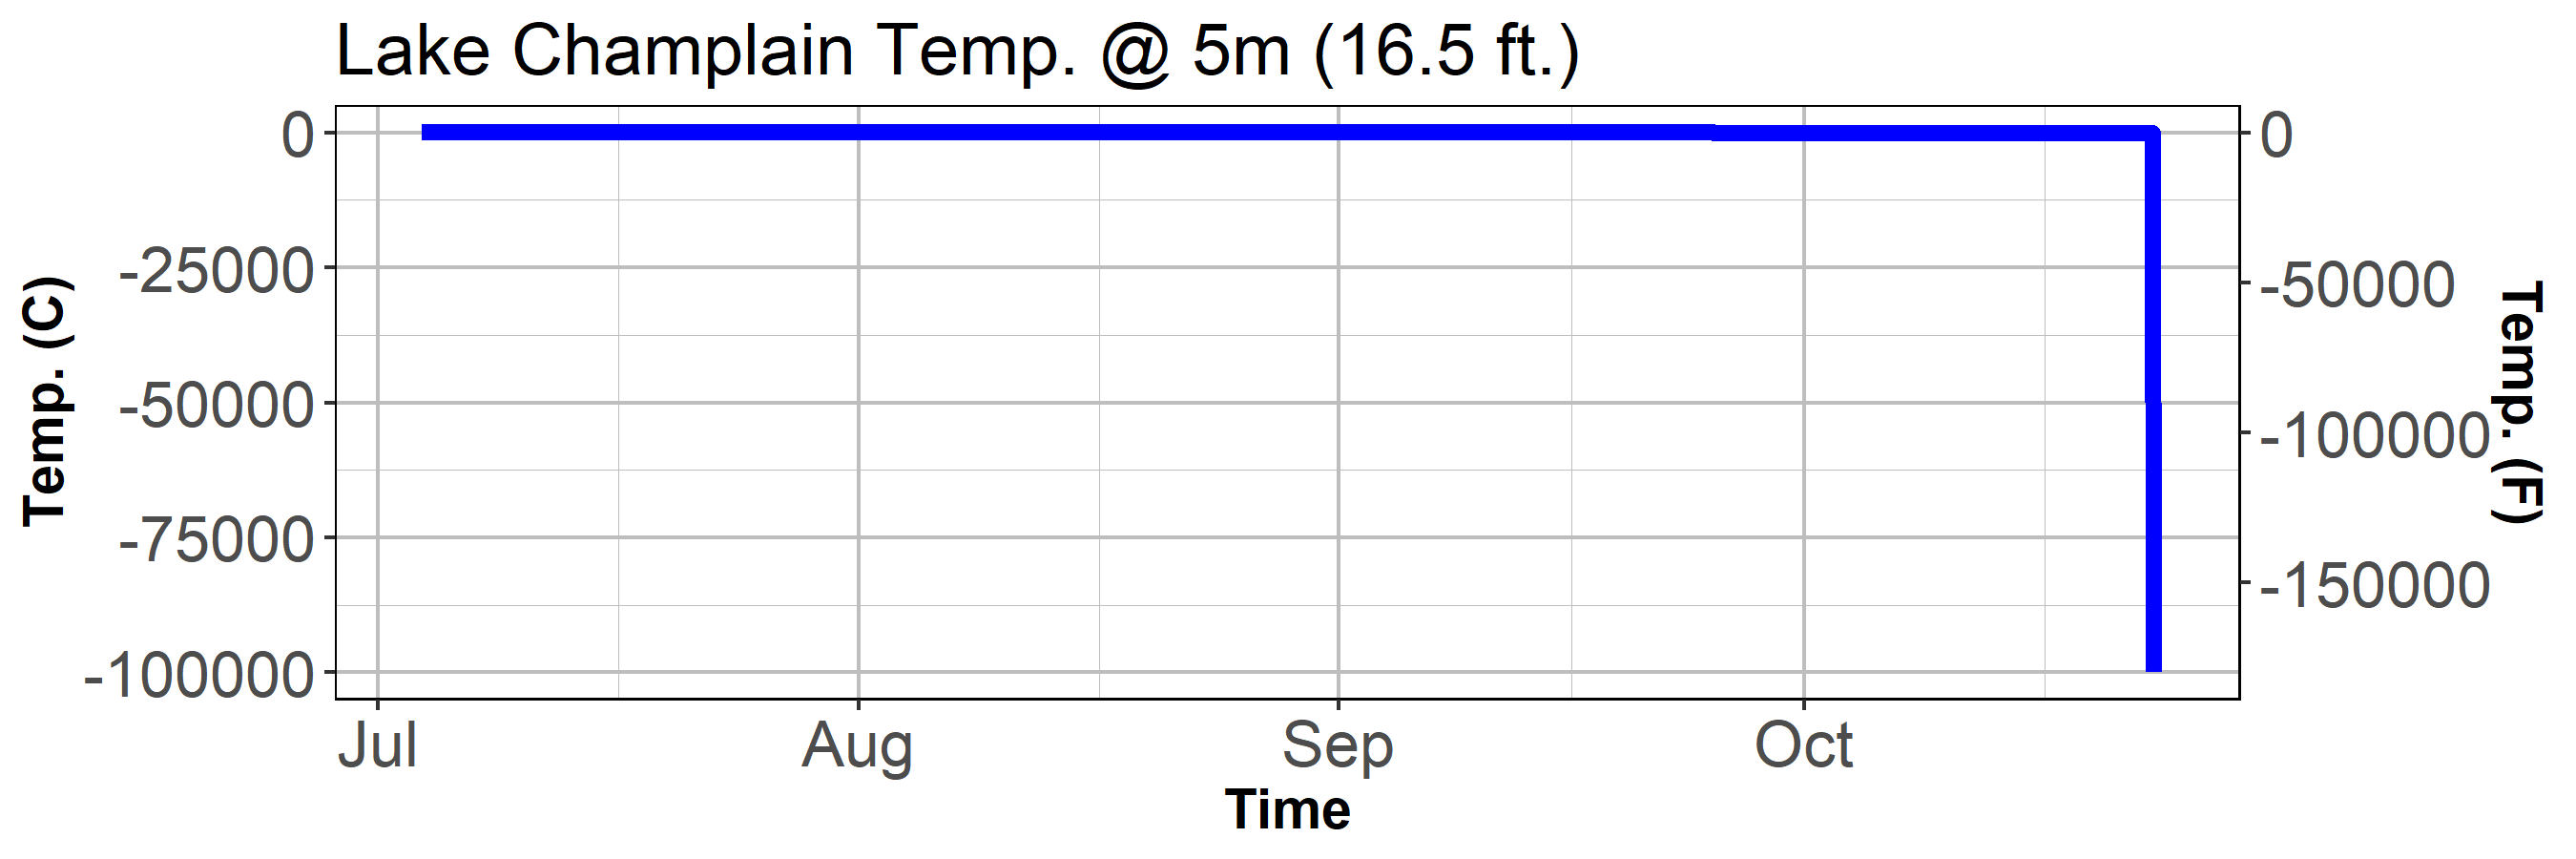 Lake Champlain Temp. @ 5m (16.5 ft.)
Temp. (C)
0
-25000
-50000
-75000
-100000
0
-50000
-100000
-150000
Temp. (F)
Jul Aug Sep Oct
Time